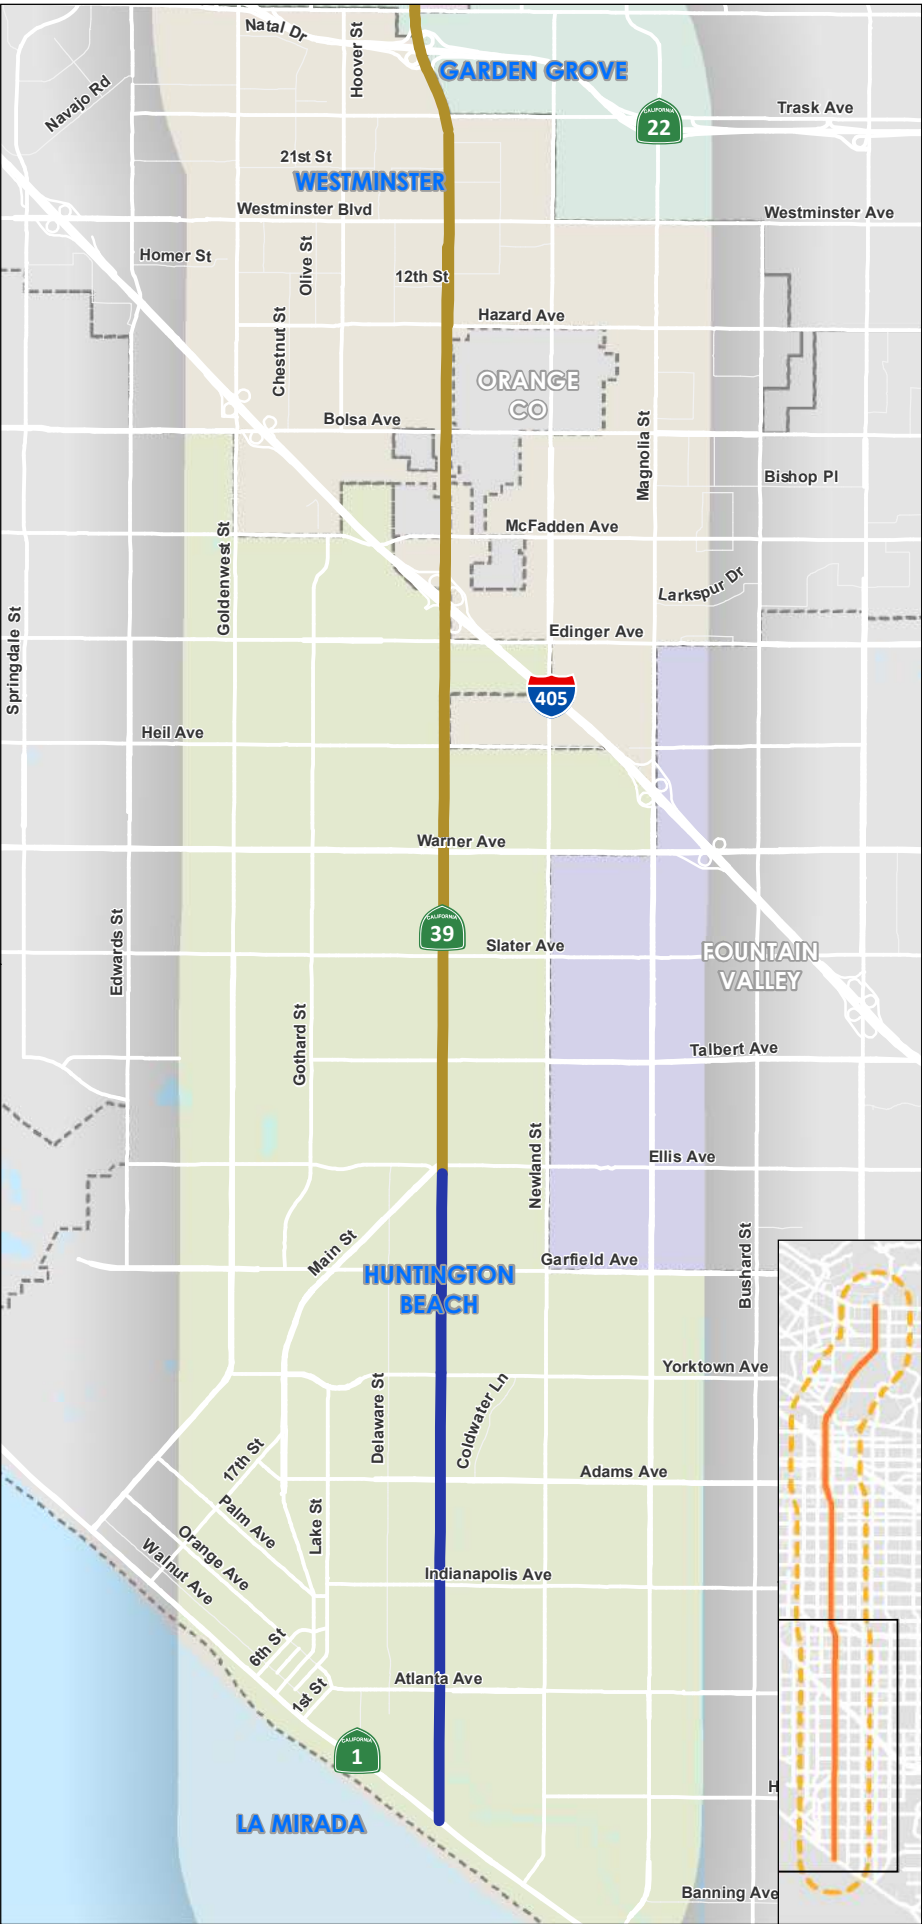 Natal Dr
Hoover St
GARDEN GROVE
Navajo Rd
Trask Ave
CALIFORNIA
22
21st St
WESTMINSTER
Westminster Blvd
Westminster Ave
Homer St
Olive St
12th St
Hazard Ave
Chestnut St
ORANGE
CO
Bolsa Ave
Magnolia St
Bishop Pl
McFadden Ave
Goldenwest St
Larkspur Dr
Springdale St
Edinger Ave
405
Heil Ave
Warner Ave
CALIFORNIA
39
Slater Ave
Edwards St
FOUNTAIN
VALLEY
Gothard St
Talbert Ave
Newland St
Ellis Ave
Main St
Garfield Ave
Bushard St
HUNTINGTON
BEACH
Yorktown Ave
Delaware St
Coldwater Ln
17th St
Adams Ave
Palm Ave
Lake St
Orange Ave
Walnut Ave
Indianapolis Ave
6th St
1st St
Atlanta Ave
CALIFORNIA
1
H
LA MIRADA
Banning Ave